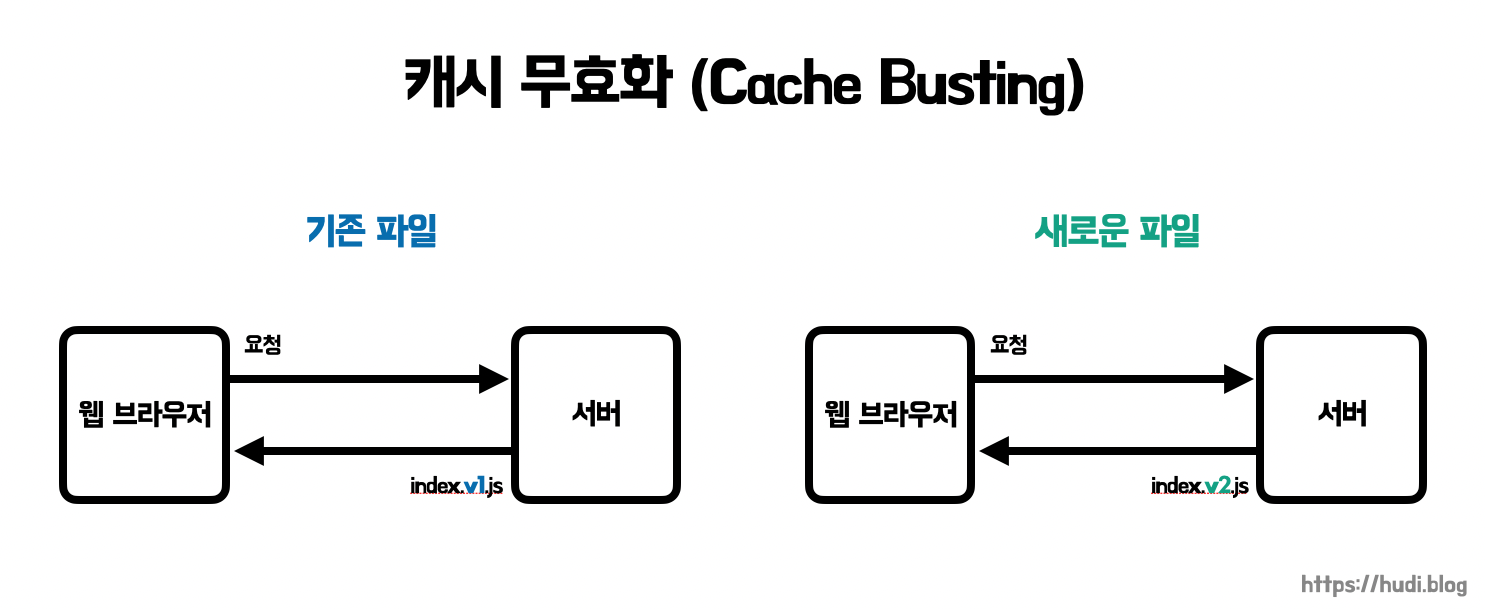 캐시 무효화 (Cache Busting)
기존 파일
새로운 파일
웹 브라우저
요청
서버
index.v1.js
웹 브라우저
요청
서버
index.v2.js
https://hudi.blog